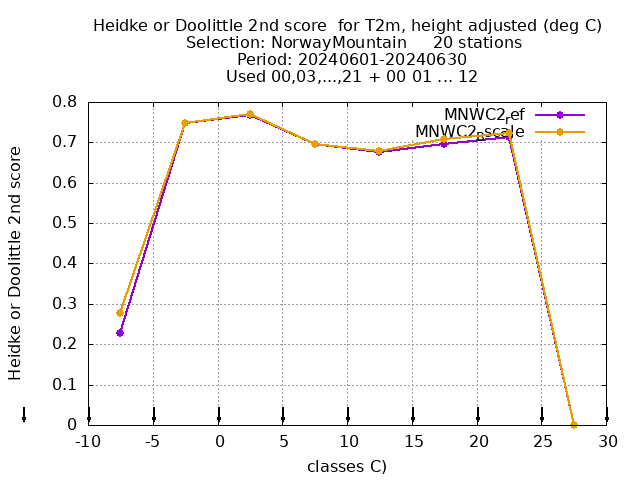 Heidke or Doolittle 2nd score  for T2m, height adjusted (deg C)
Selection: NorwayMountain     20 stations
Period: 20240601-20240630
Used 00,03,...,21 + 00 01 ... 12
MNWC2ref
MNWC2nscale
Heidke or Doolittle 2nd score
0.8
0.7
0.6
0.5
0.4
0.3
0.2
0.1
0
-10 -5 0 5 10 15 20 25 30
classes C)